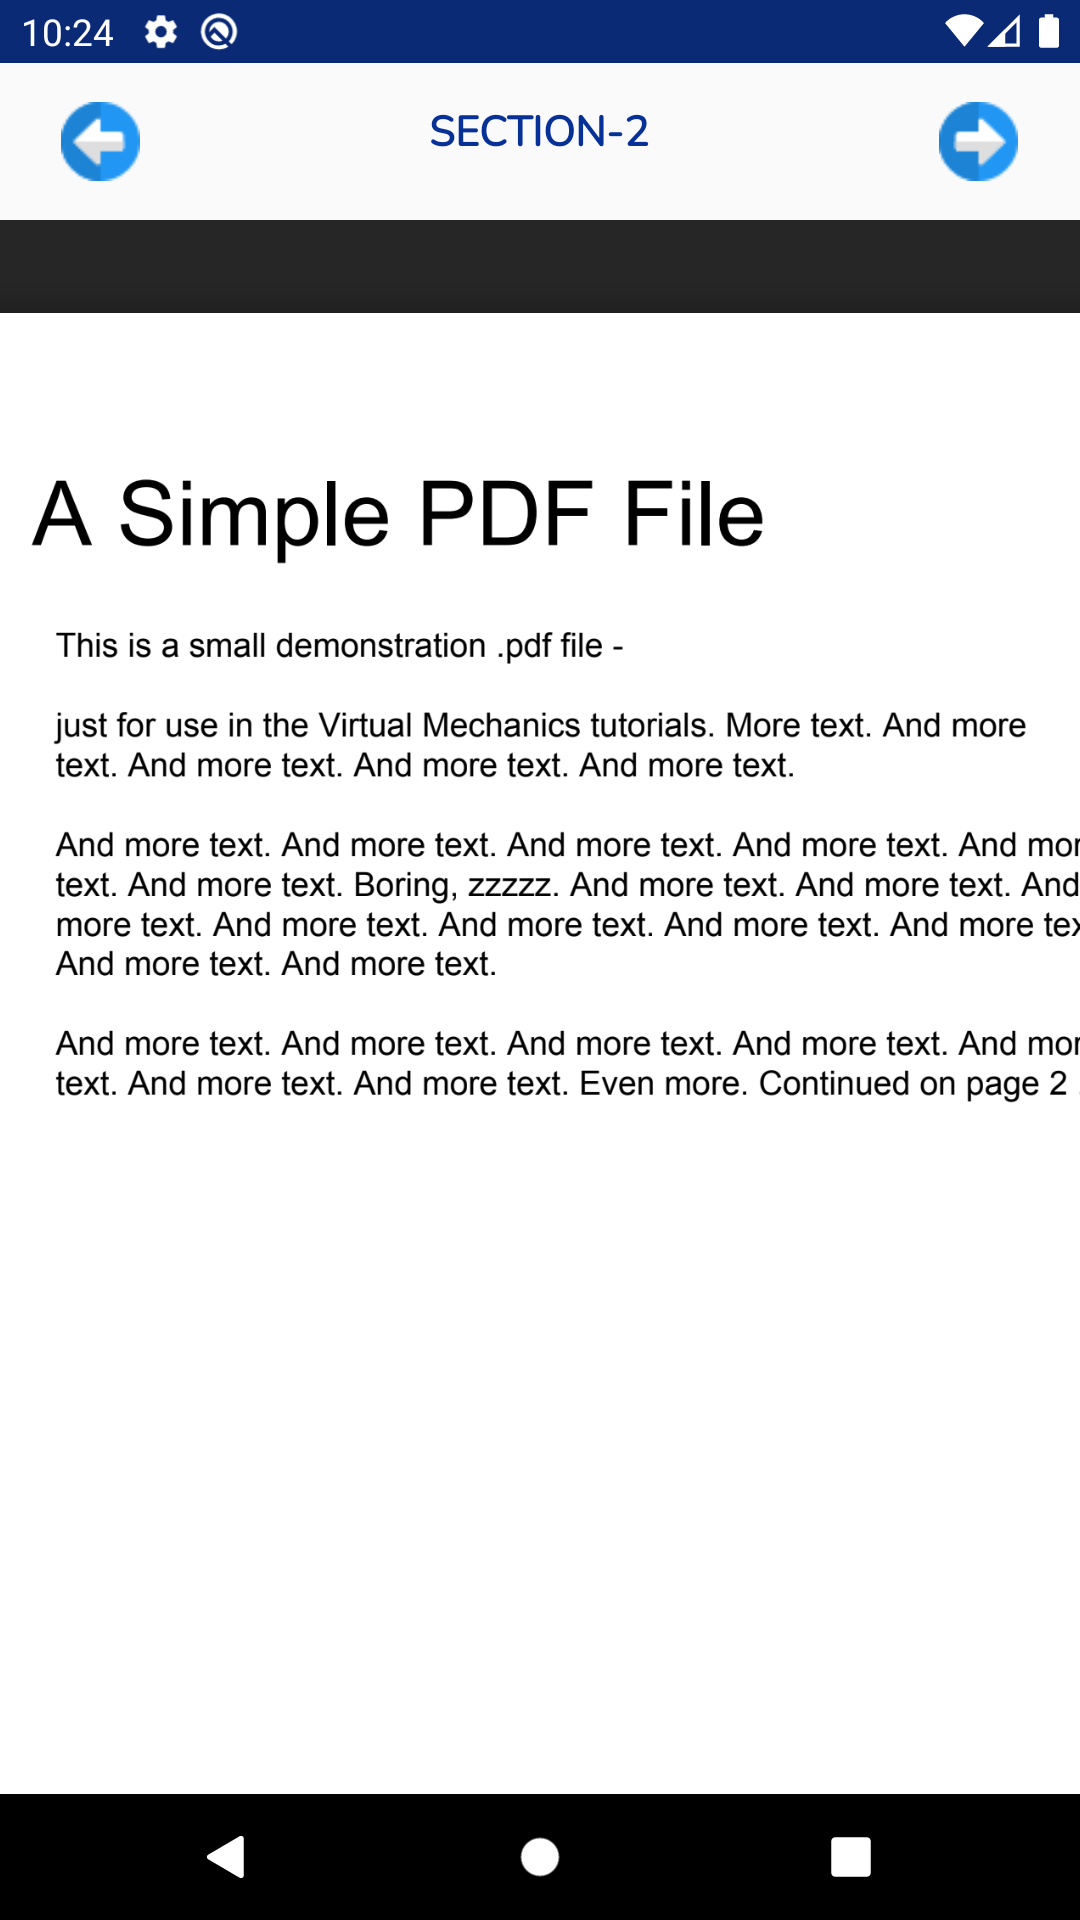 10:24
SECTION-2
A Simple PDF File
This is a small demonstration .pdf file -
just for use in the Virtual Mechanics tutorials. More text. And more
text. And more text. And more text. And more text.
And more text. And more text. And more text. And more text. And mor
text. And more text. Boring, zzzzz. And more text. And more text. And
more text. And more text. And more text. And more text. And more tex
And more text. And more text.
And more text. And more text. And more text. And more text. And mor
text. And more text. And more text. Even more. Continued on page 2 .